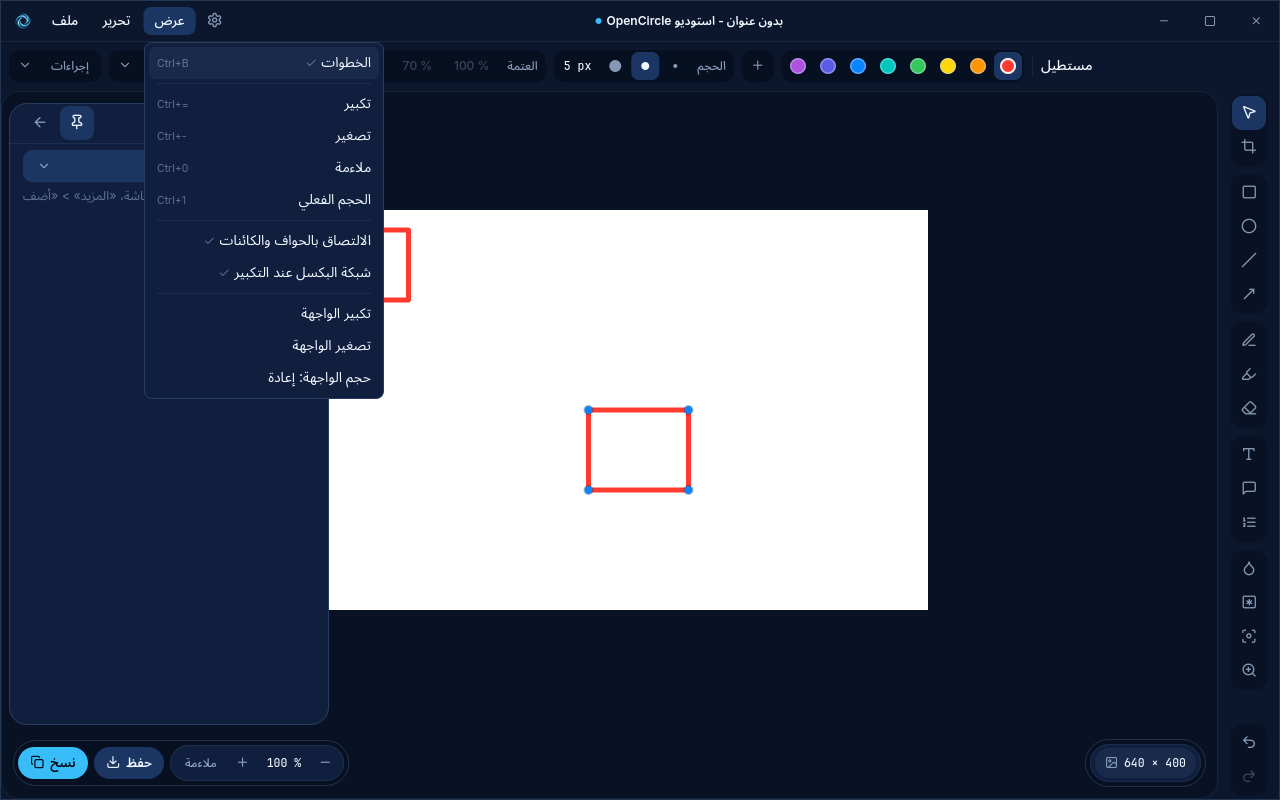 بدون عنوان - استوديو OpenCircle
ملف
تحرير
عرض
مستطيل
الحجم
5 px
العتمة
100 %
70 %
إجراءات
الخطوات
Ctrl+B
تكبير
Ctrl+=
تصغير
Ctrl+-
ملاءمة
Ctrl+0
الحجم الفعلي
Ctrl+1
الالتصاق بالحواف والكائنات
شبكة البكسل عند التكبير
تكبير الواجهة
تصغير الواجهة
حجم الواجهة: إعادة
«المزيد» > «أضف
نسخ
حفظ
ملاءمة
100 %
640 × 400